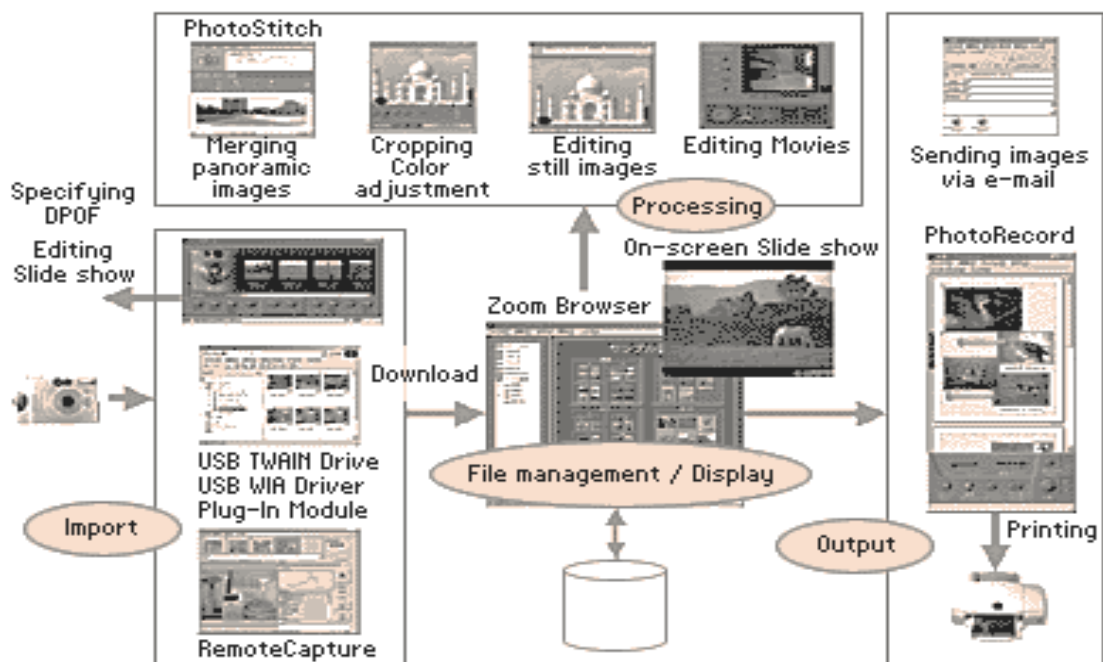 PhotoStitch
Merging
panoramic
images
Cropping
Color
adjustment
Editing
still images
Editing Movies
Sending images
via e-mail
Specifying
DPOF
Editing
Slide show
Processing
On-screen Slide show
PhotoRecord
Zoom Browser
Download
USB TWAIN Drive
USB WIA Driver
Plug-In Module
File management / Display
Import
Output
Printing
RemoteCapture